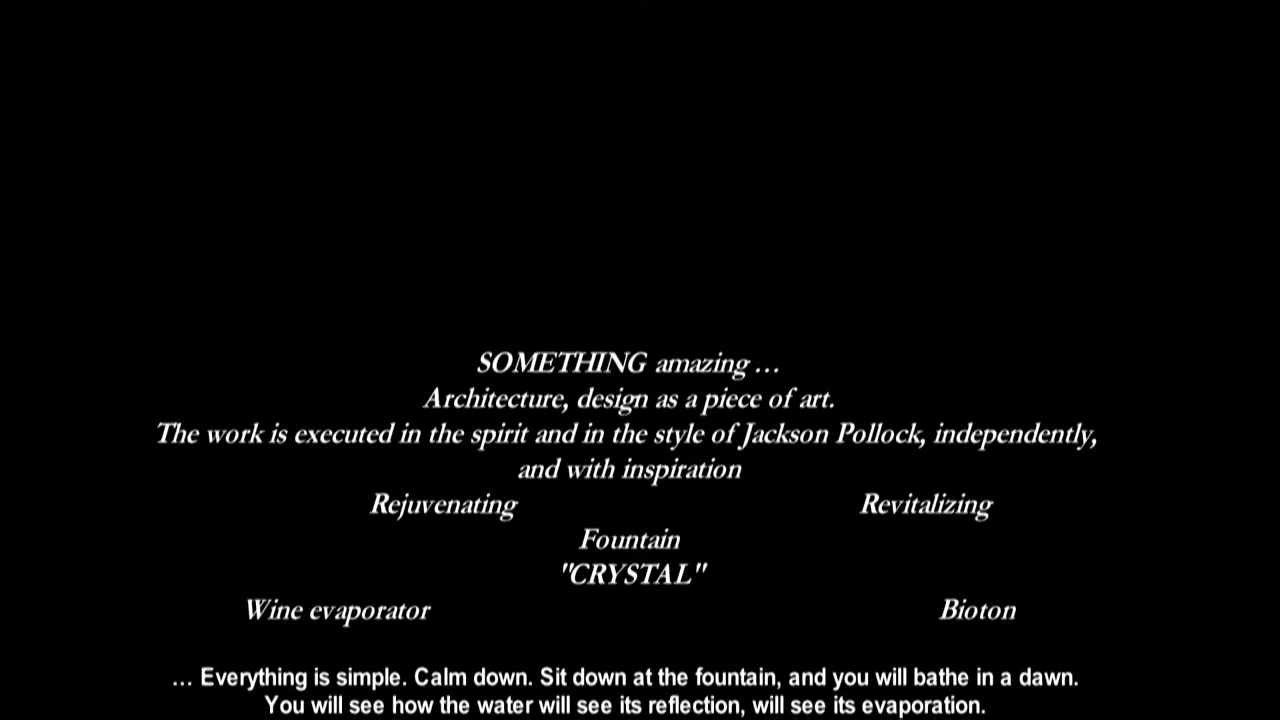 SOMETHING amazing …
Architecture, design as a piece of art.
The work is executed in the spirit and in the style of Jackson Pollock, independently,
and with inspiration
Rejuvenating Revitalizing
Fountain
"CRYSTAL"
Wine evaporator Bioton
… Everything is simple. Calm down. Sit down at the fountain, and you will bathe in a dawn.
You will see how the water will see its reflection, will see its evaporation.